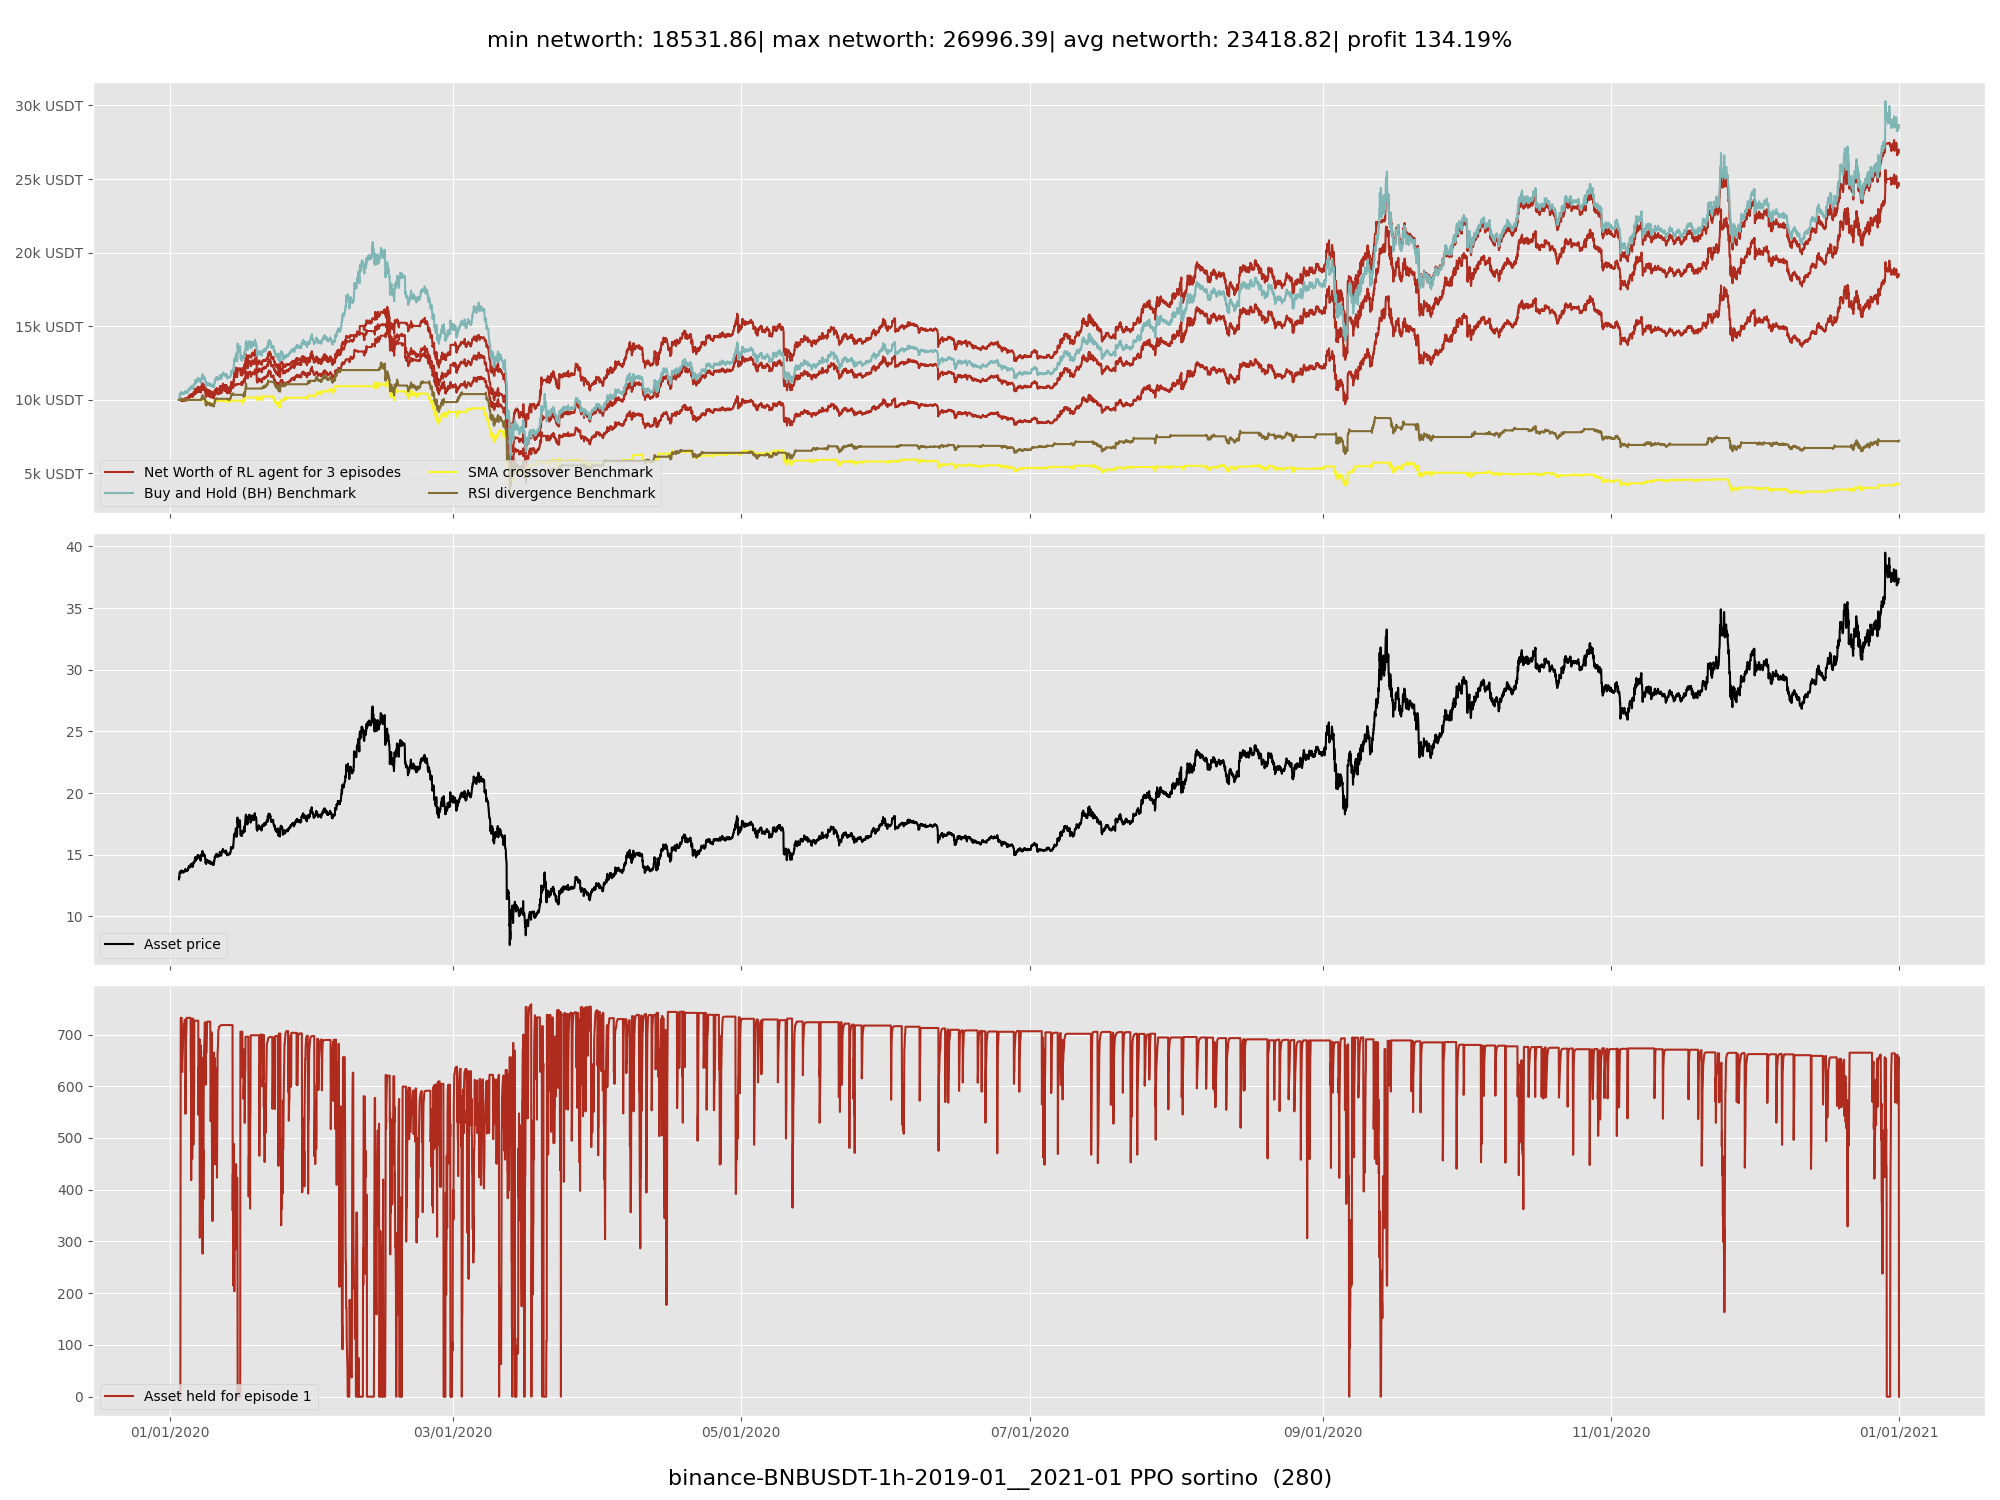 min networth: 18531.86| max networth: 26996.39| avg networth: 23418.82| profit 134.19%
30k USDT
25k USDT
20k USDT
15k USDT
10k USDT
5k USDT
Net Worth of RL agent for 3 episodes
Buy and Hold (BH) Benchmark
SMA crossover Benchmark
RSI divergence Benchmark
40
35
30
25
20
15
10
Asset price
700
600
500
400
300
200
100
0
Asset held for episode 1
01/01/2020 03/01/2020 05/01/2020 07/01/2020 09/01/2020 11/01/2020 01/01/2021
binance-BNBUSDT-1h-2019-01__2021-01 PPO sortino (280)